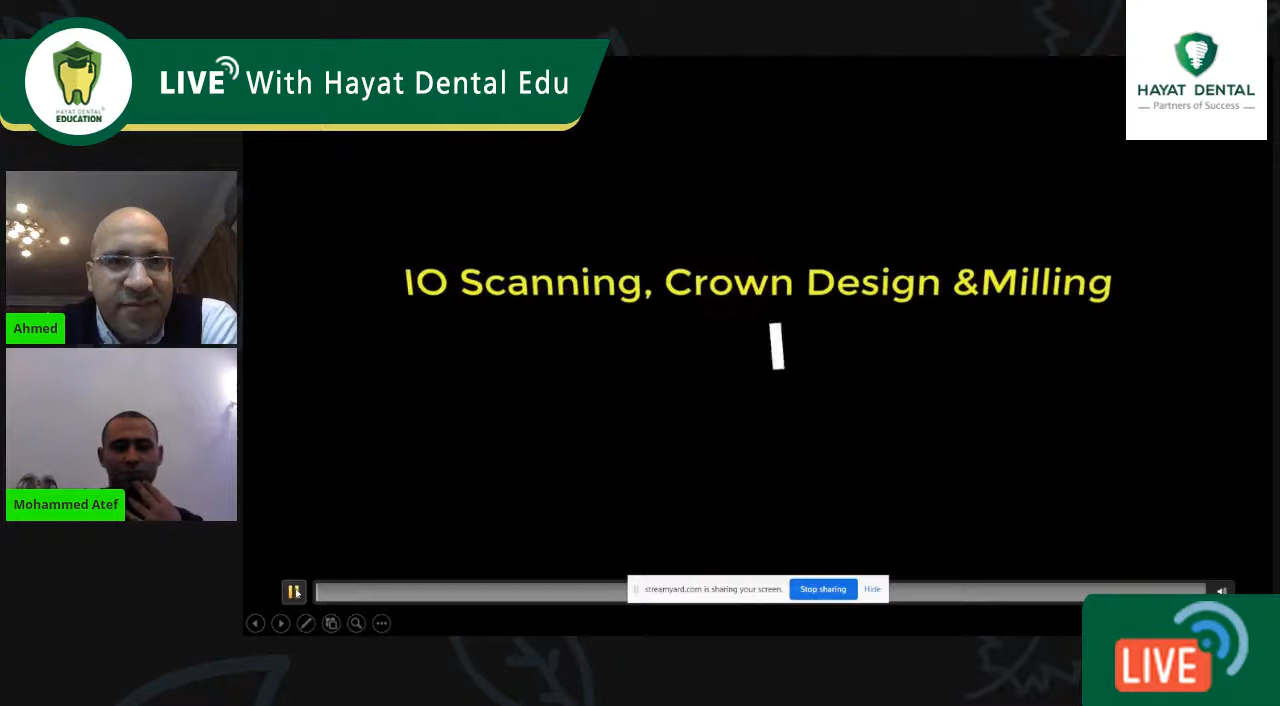 LIVE With Hayat Dental Edu
HAYAT DENTAL
EDUCATION
HAYAT DENTAL
Partners of Success
IO Scanning, Crown Design &Milling
Ahmed
Mohammed Atef
streamyard.com is sharing your screen.
Stop sharing
Hide
LIVE